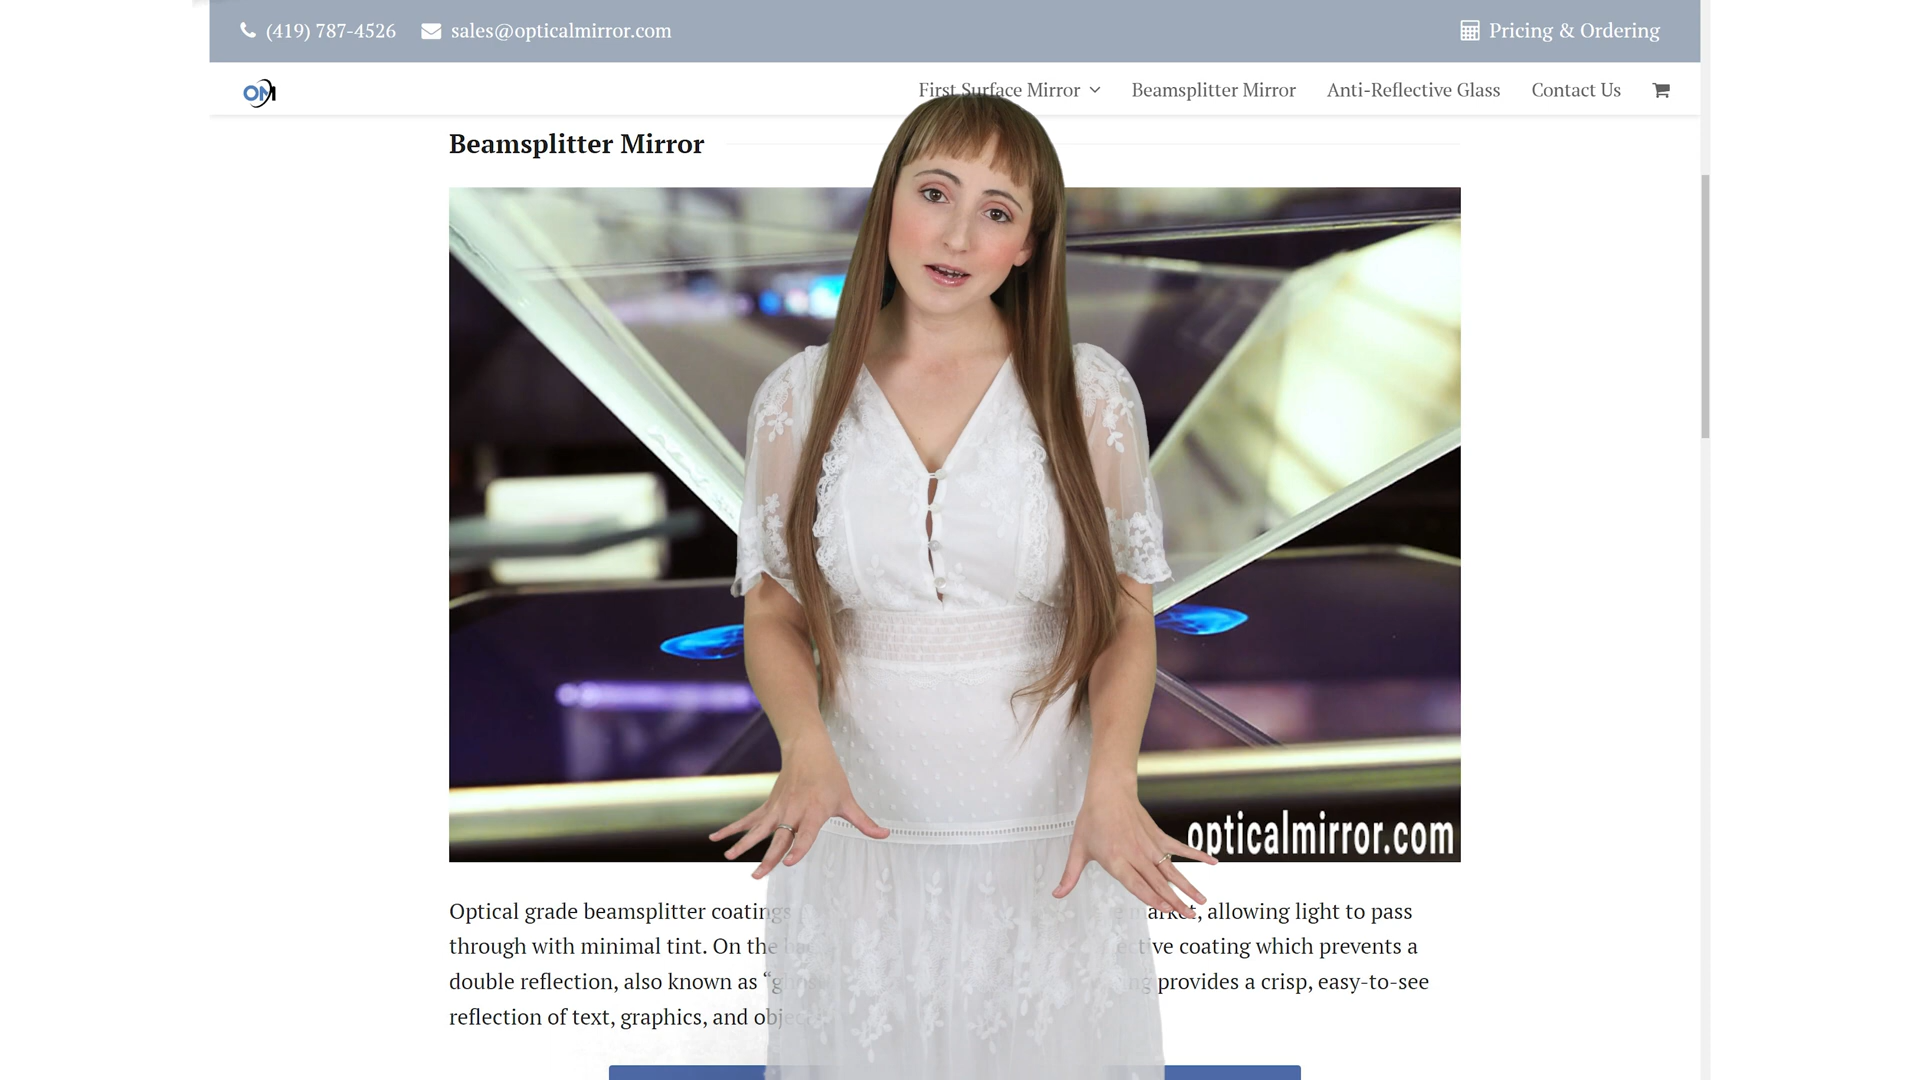 (419) 787-4526 sales@opticalmirror.com Pricing & Ordering
OM First Surface Mirror Beamsplitter Mirror Anti-Reflective Glass Contact Us
Beamsplitter Mirror
opticalmirror.com
Optical grade beamsplitter coatings market, allowing light to pass
through with minimal tint. On the coating which prevents a
double reflection, also known as provides a crisp, easy-to-see
reflection of text, graphics, and